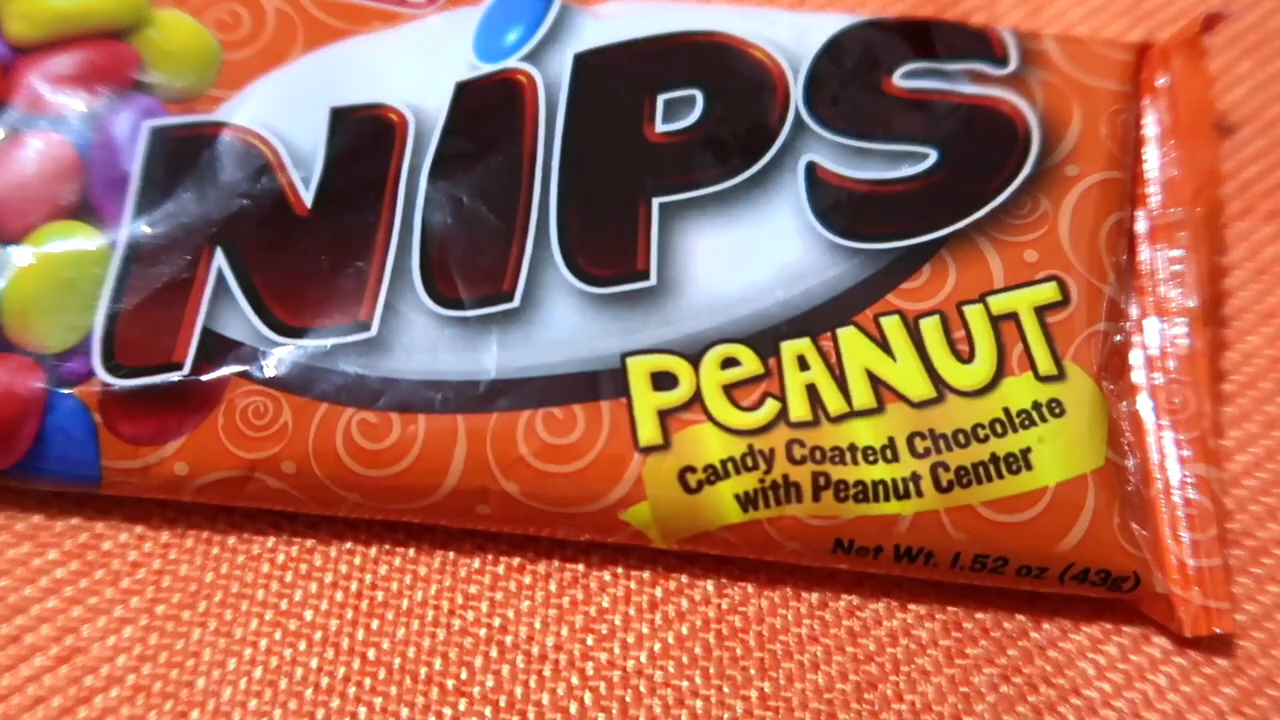 NiPS
PeANUT
Candy Coated Chocolate
with Peanut Center
Net Wt. 1.52 oz (43g)